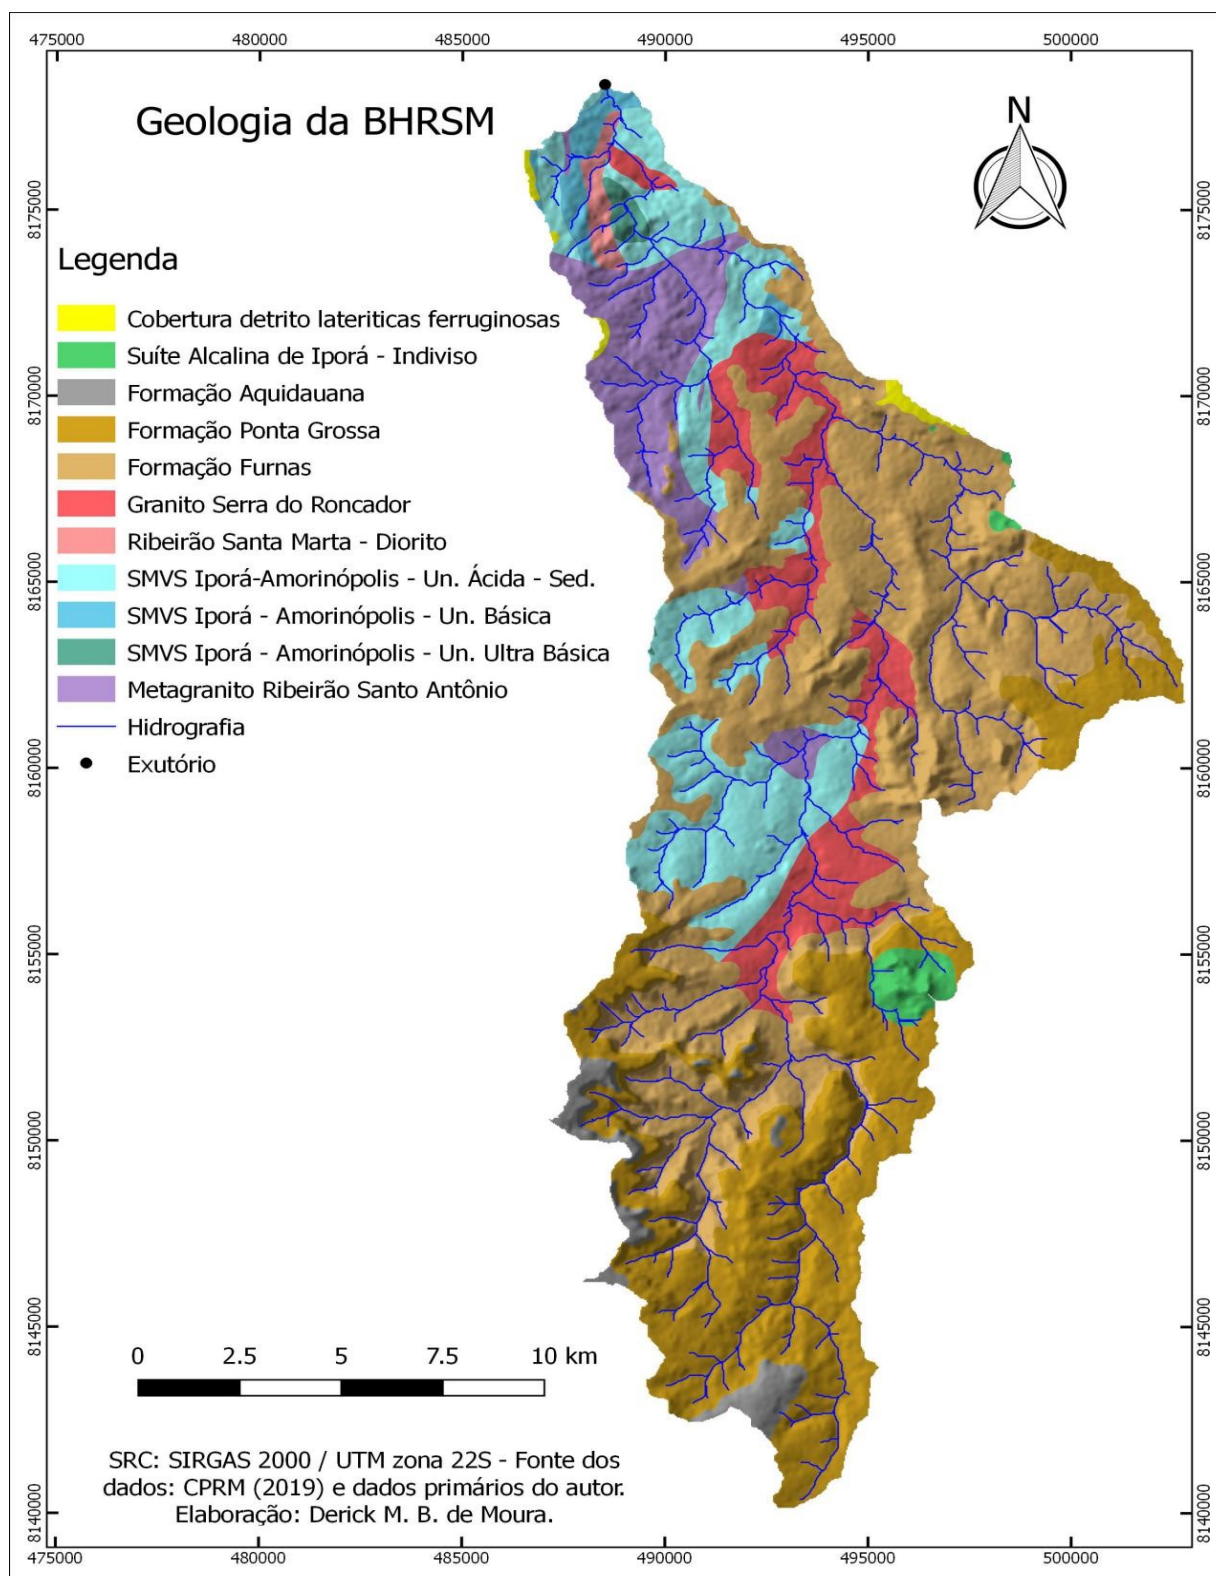 475000 480000 485000 490000 495000 500000
Geologia da BHRSM
N
8175000
8175000
Legenda
Cobertura detrito lateriticas ferruginosas
Suíte Alcalina de Iporá - Indiviso
Formação Aquidauana
8170000
8170000
Formação Ponta Grossa
Formação Furnas
Granito Serra do Roncador
Ribeirão Santa Marta - Diorito
SMVS Iporá-Amorinópolis - Un. Ácida - Sed.
8165000
8165000
SMVS Iporá - Amorinópolis - Un. Básica
SMVS Iporá - Amorinópolis - Un. Ultra Básica
Metagranito Ribeirão Santo Antônio
Hidrografia
Exutório
8160000
8160000
8155000
8155000
8150000
8150000
8145000
8145000
0 2.5 5 7.5 10 km
SRC: SIRGAS 2000 / UTM zona 22S - Fonte dos
dados: CPRM (2019) e dados primários do autor.
Elaboração: Derick M. B. de Moura.
8140000
8140000
475000 480000 485000 490000 495000 500000